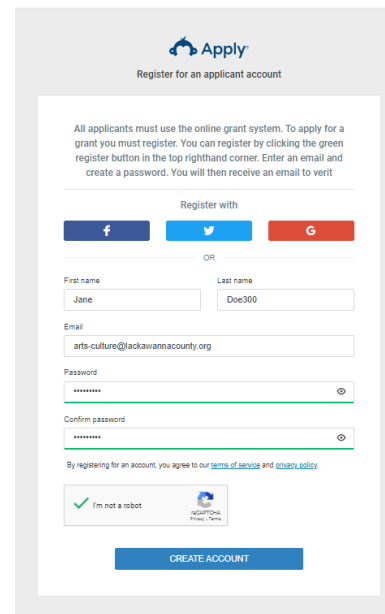 Apply
Register for an applicant account
All applicants must use the online grant system. To apply for a
grant you must register. You can register by clicking the green
register button in the top righthand corner. Enter an email and
create a password. You will then receive an email to verit
Register with
f
G
OR
First name Last name
Jane Doe300
Email
arts-culture@lackawannacounty.org
Password
•••••••••
Confirm password
•••••••••
By registering for an account, you agree to our terms of service and privacy policy.
I'm not a robot
reCAPTCHA
Privacy - Terms
CREATE ACCOUNT